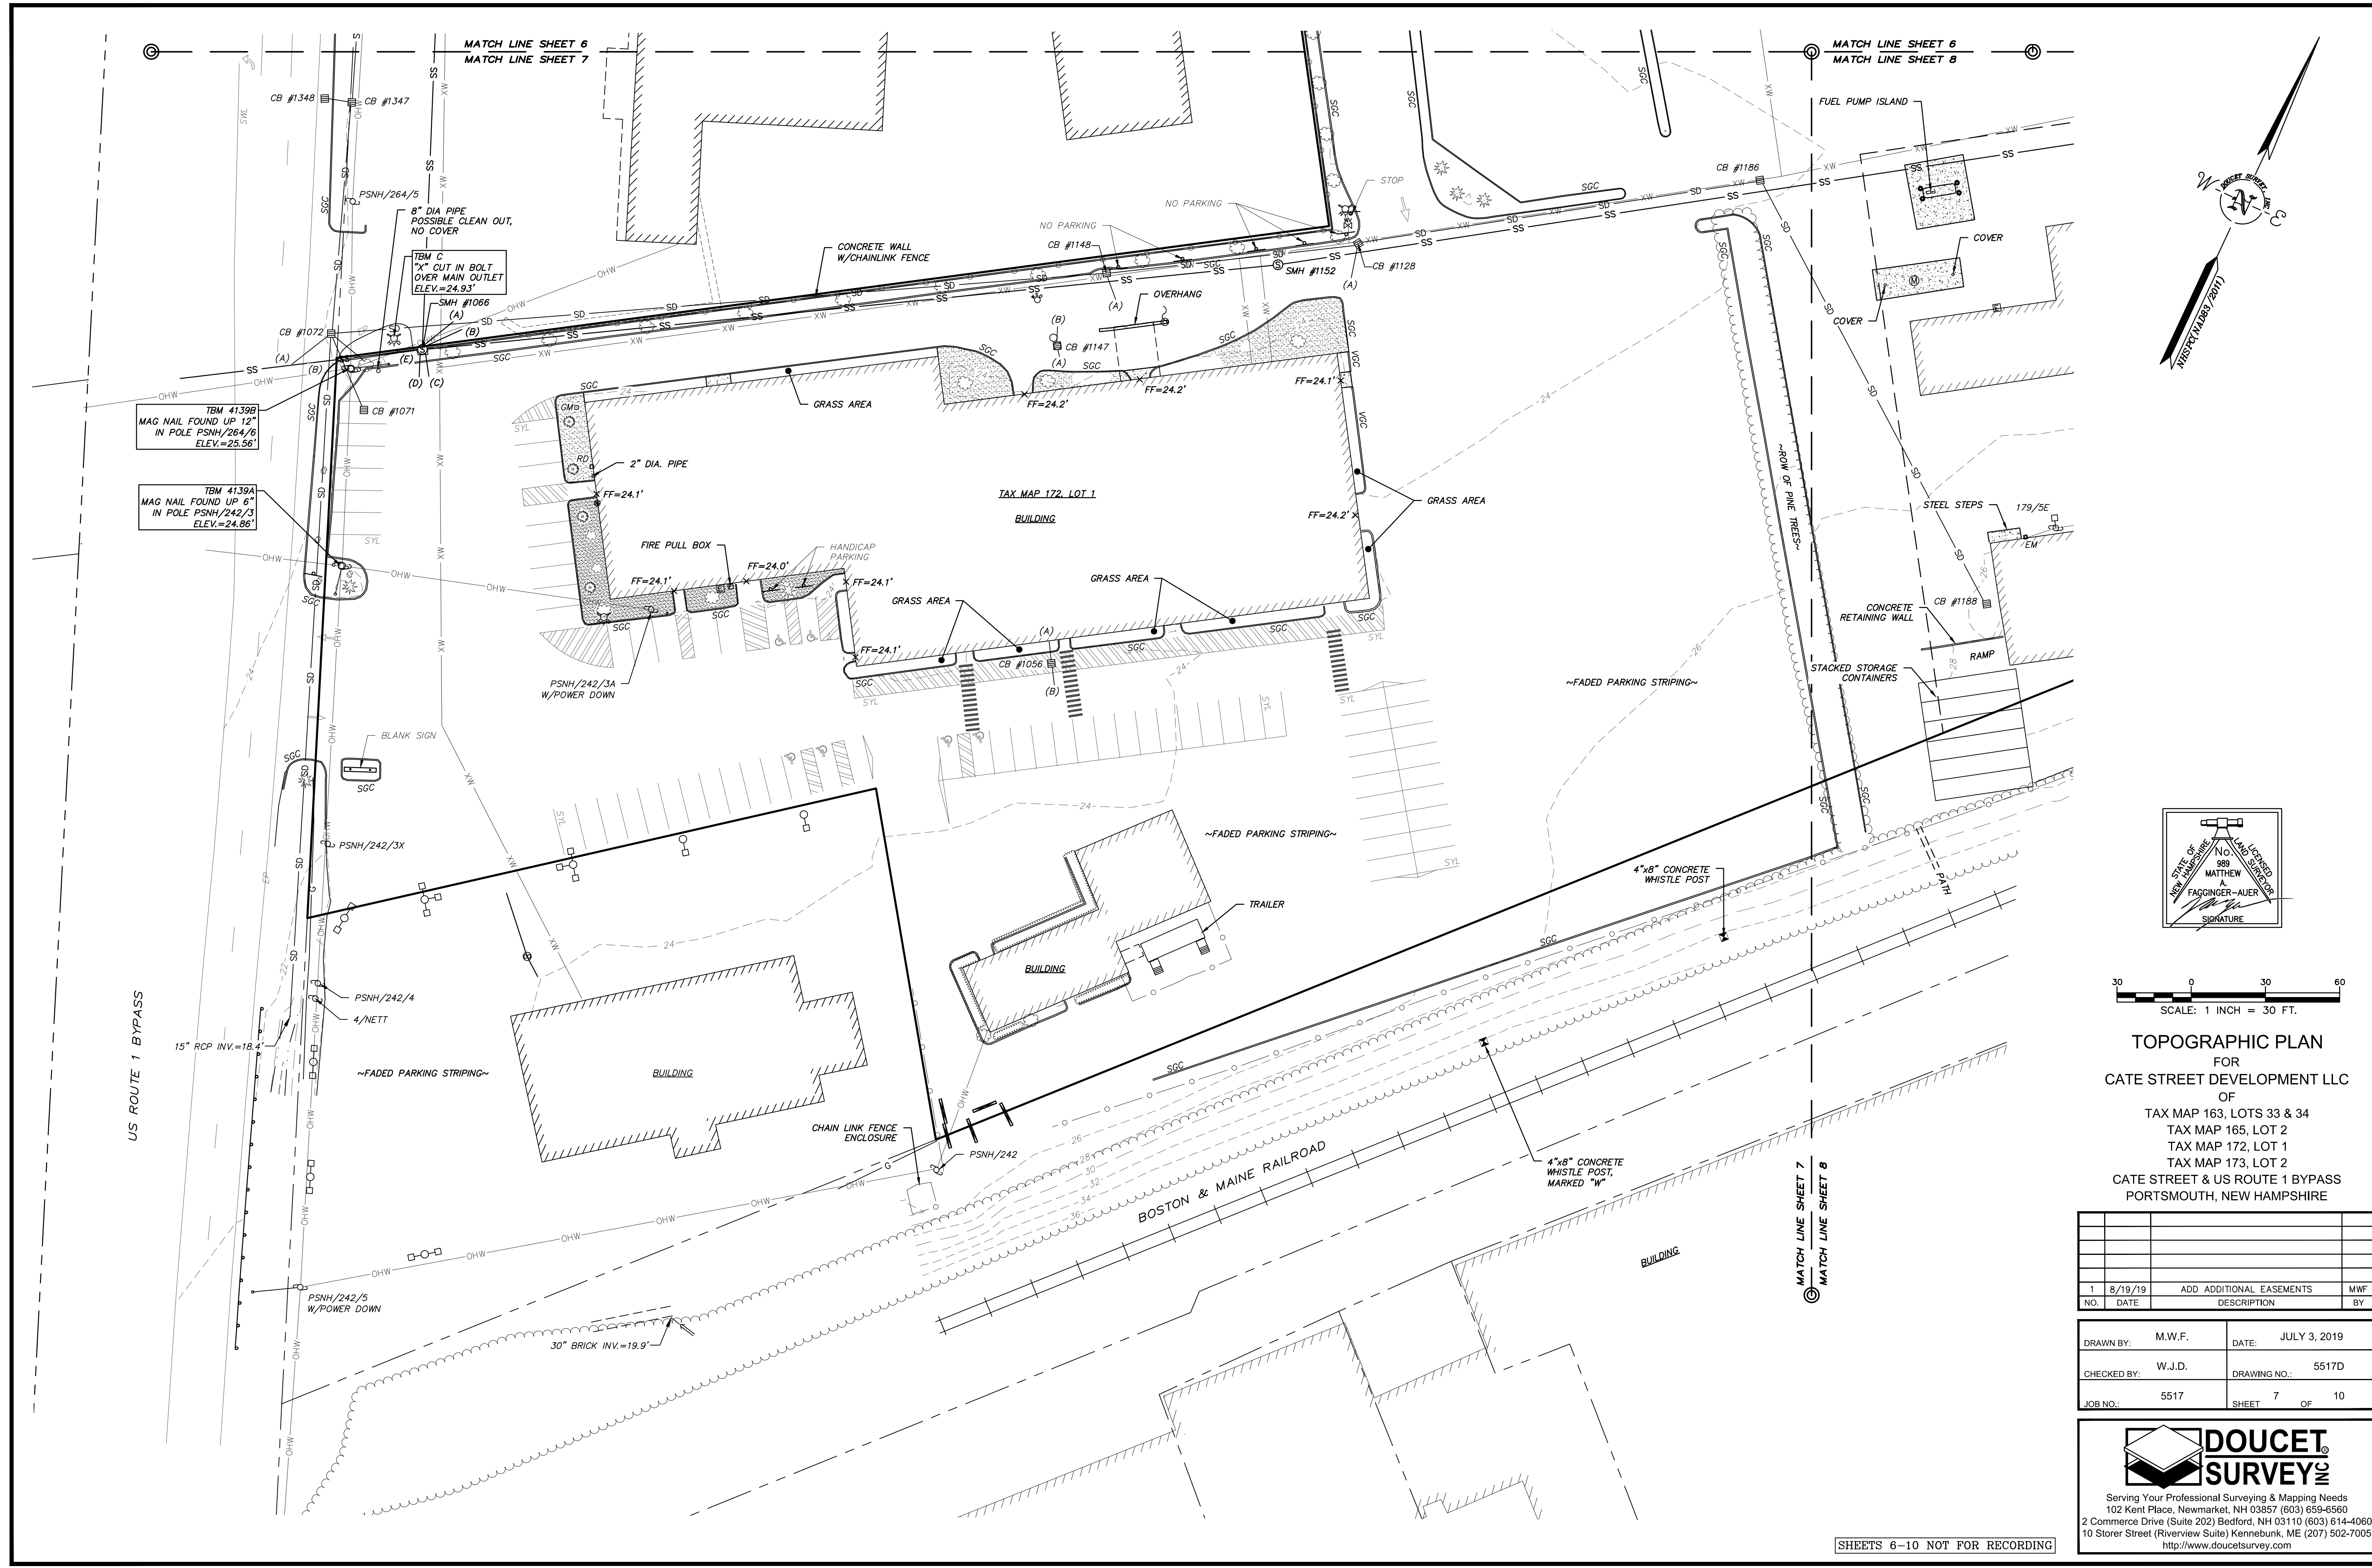 MATCH LINE SHEET 6
MATCH LINE SHEET 7
MATCH LINE SHEET 6
MATCH LINE SHEET 8
CB #1348
CB #1347
PSNH/264/5
8" DIA PIPE
POSSIBLE CLEAN OUT,
NO COVER
TBM C
"X" CUT IN BOLT
OVER MAIN OUTLET
ELEV.=24.93'
SMH #1066
(A)
(B)
(E)
(D) (C)
CB #1072
(A)
(B)
CB #1071
TBM 4139B
MAG NAIL FOUND UP 12"
IN POLE PSNH/264/6
ELEV.=25.56'
TBM 4139A
MAG NAIL FOUND UP 6"
IN POLE PSNH/242/3
ELEV.=24.86'
CONCRETE WALL
W/CHAINLINK FENCE
NO PARKING
NO PARKING
STOP
CB #1148
(A)
SMH #1152
CB #1128
(A)
OVERHANG
(B)
CB #1147
(A)
CB #1186
FUEL PUMP ISLAND
COVER
COVER
M
GRASS AREA
FF=24.2'
FF=24.2'
FF=24.1'
GM
RD
2" DIA. PIPE
FF=24.1'
TAX MAP 172, LOT 1
BUILDING
FF=24.2'
GRASS AREA
FIRE PULL BOX
HANDICAP
PARKING
FF=24.1'
FF=24.0'
FF=24.1'
GRASS AREA
GRASS AREA
FF=24.1'
(A)
CB #1056
(B)
PSNH/242/3A
W/POWER DOWN
~ROW OF PINE TREES~
STEEL STEPS
179/5E
EM
CB #1188
CONCRETE
RETAINING WALL
RAMP
STACKED STORAGE
CONTAINERS
~FADED PARKING STRIPING~
BLANK SIGN
SGC
PSNH/242/3X
~FADED PARKING STRIPING~
4"x8" CONCRETE
WHISTLE POST
PATH
TRAILER
BUILDING
PSNH/242/4
4/NETT
15" RCP INV.=18.4'
~FADED PARKING STRIPING~
BUILDING
US ROUTE 1 BYPASS
CHAIN LINK FENCE
ENCLOSURE
PSNH/242
BOSTON & MAINE RAILROAD
4"x8" CONCRETE
WHISTLE POST,
MARKED "W"
BUILDING
MATCH LINE SHEET 7
MATCH LINE SHEET 8
PSNH/242/5
W/POWER DOWN
30" BRICK INV.=19.9'
SHEETS 6-10 NOT FOR RECORDING
W
N
E
DOUCET SURVEY INC.
NHSPC(NAD83/2011)
STATE OF
NEW HAMPSHIRE
LICENSED
LAND SURVEYOR
No.
989
MATTHEW
A.
FAGGINGER-AUER
SIGNATURE
30 0 30 60
SCALE: 1 INCH = 30 FT.
TOPOGRAPHIC PLAN
FOR
CATE STREET DEVELOPMENT LLC
OF
TAX MAP 163, LOTS 33 & 34
TAX MAP 165, LOT 2
TAX MAP 172, LOT 1
TAX MAP 173, LOT 2
CATE STREET & US ROUTE 1 BYPASS
PORTSMOUTH, NEW HAMPSHIRE
1 8/19/19 ADD ADDITIONAL EASEMENTS MWF
NO. DATE DESCRIPTION BY
DRAWN BY: M.W.F. DATE: JULY 3, 2019
CHECKED BY: W.J.D. DRAWING NO.: 5517D
JOB NO.: 5517 SHEET 7 OF 10
DOUCET
SURVEY INC
Serving Your Professional Surveying & Mapping Needs
102 Kent Place, Newmarket, NH 03857 (603) 659-6560
2 Commerce Drive (Suite 202) Bedford, NH 03110 (603) 614-4060
10 Storer Street (Riverview Suite) Kennebunk, ME (207) 502-7005
http://www.doucetsurvey.com